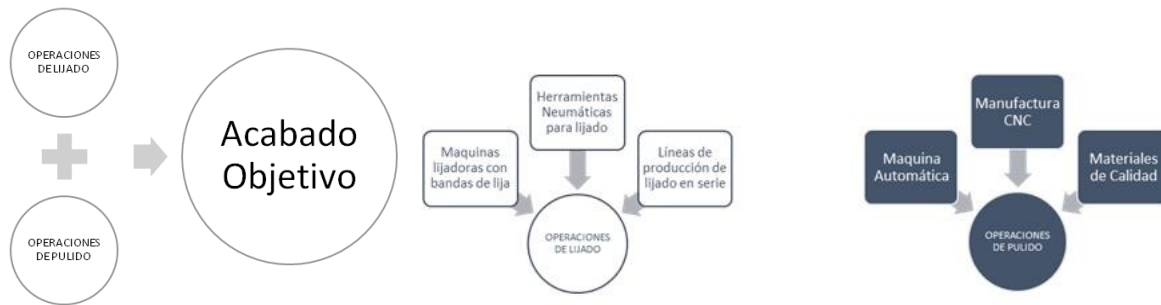 OPERACIONES
DE LIJADO
OPERACIONES
DE PULIDO
Acabado
Objetivo
Herramientas
Neumáticas
para lijado
Maquinas
lijadoras con
bandas de lija
Líneas de
producción de
lijado en serie
OPERACIONES
DE LIJADO
Manufactura
CNC
Maquina
Automática
Materiales
de Calidad
OPERACIONES
DE PULIDO